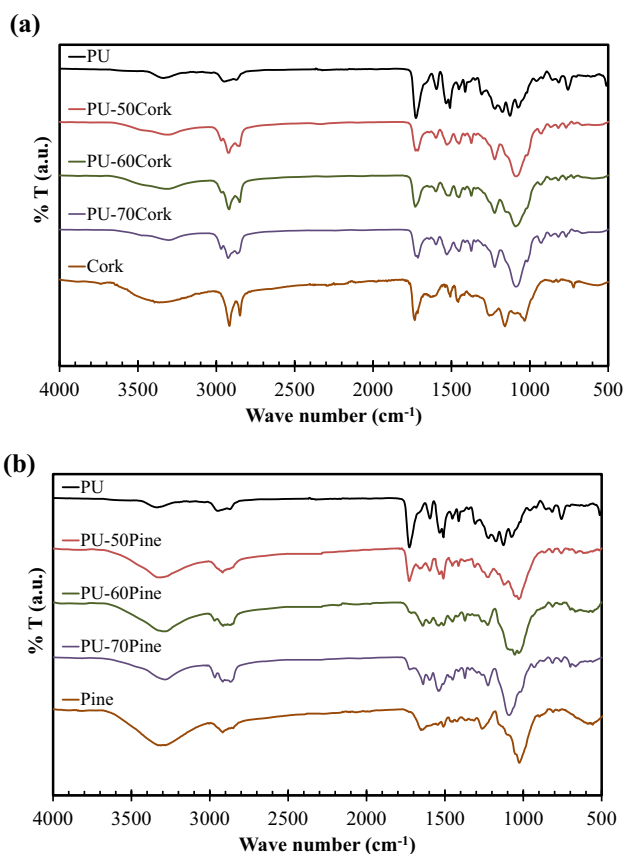 (a)
PU
PU-50Cork
PU-60Cork
PU-70Cork
Cork
% T (a.u.)
4000 3500 3000 2500 2000 1500 1000 500
Wave number (cm-1)
(b)
PU
PU-50Pine
PU-60Pine
PU-70Pine
Pine
% T (a.u.)
4000 3500 3000 2500 2000 1500 1000 500
Wave number (cm-1)